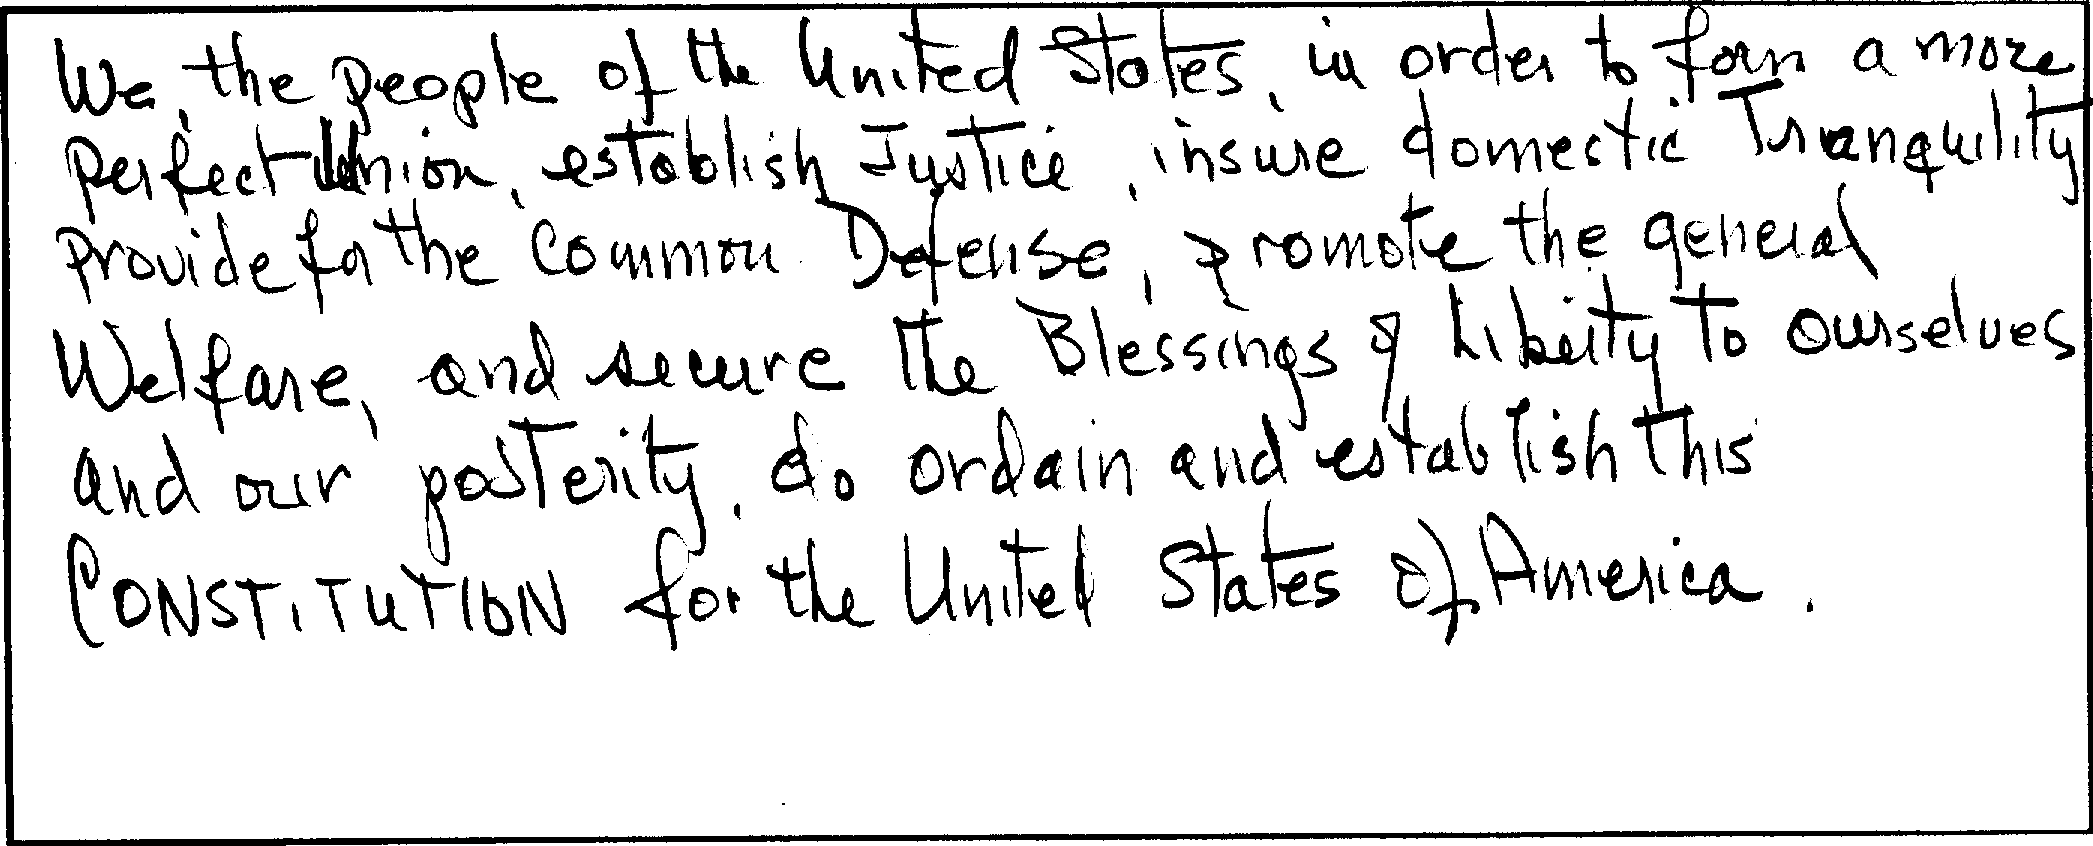 We, the people of the United States, in order to form a more
perfect Union, establish Justice, insure domestic Tranquility
provide for the Common Defense, promote the general
Welfare, and secure the Blessings of Liberty to ourselves
and our posterity, do ordain and establish this
CONSTITUTION for the United States of America.